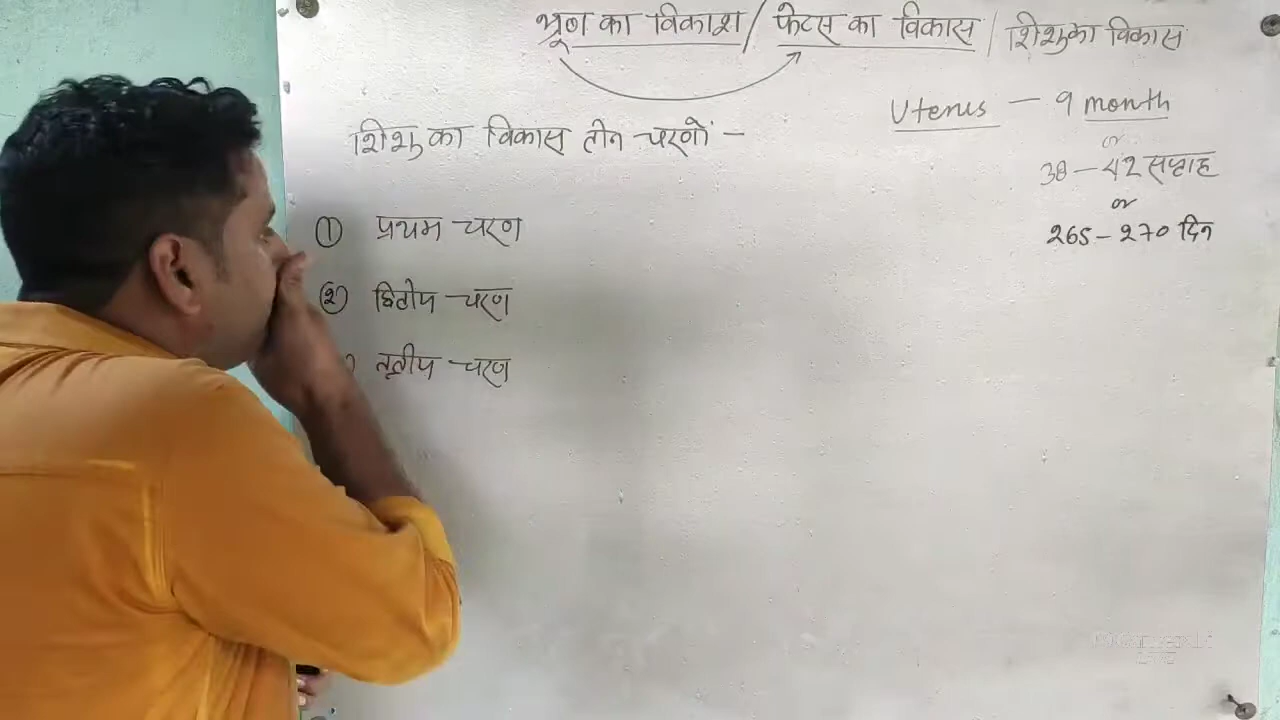 भ्रूण का विकाश / फेटस का विकास / शिशु का विकास
Uterus — 9 month
or
38 – 42 सप्ताह
or
265 – 270 दिन
शिशु का विकास तीन चरणों –
① प्रथम चरण
② द्वितीय चरण
तृतीय चरण